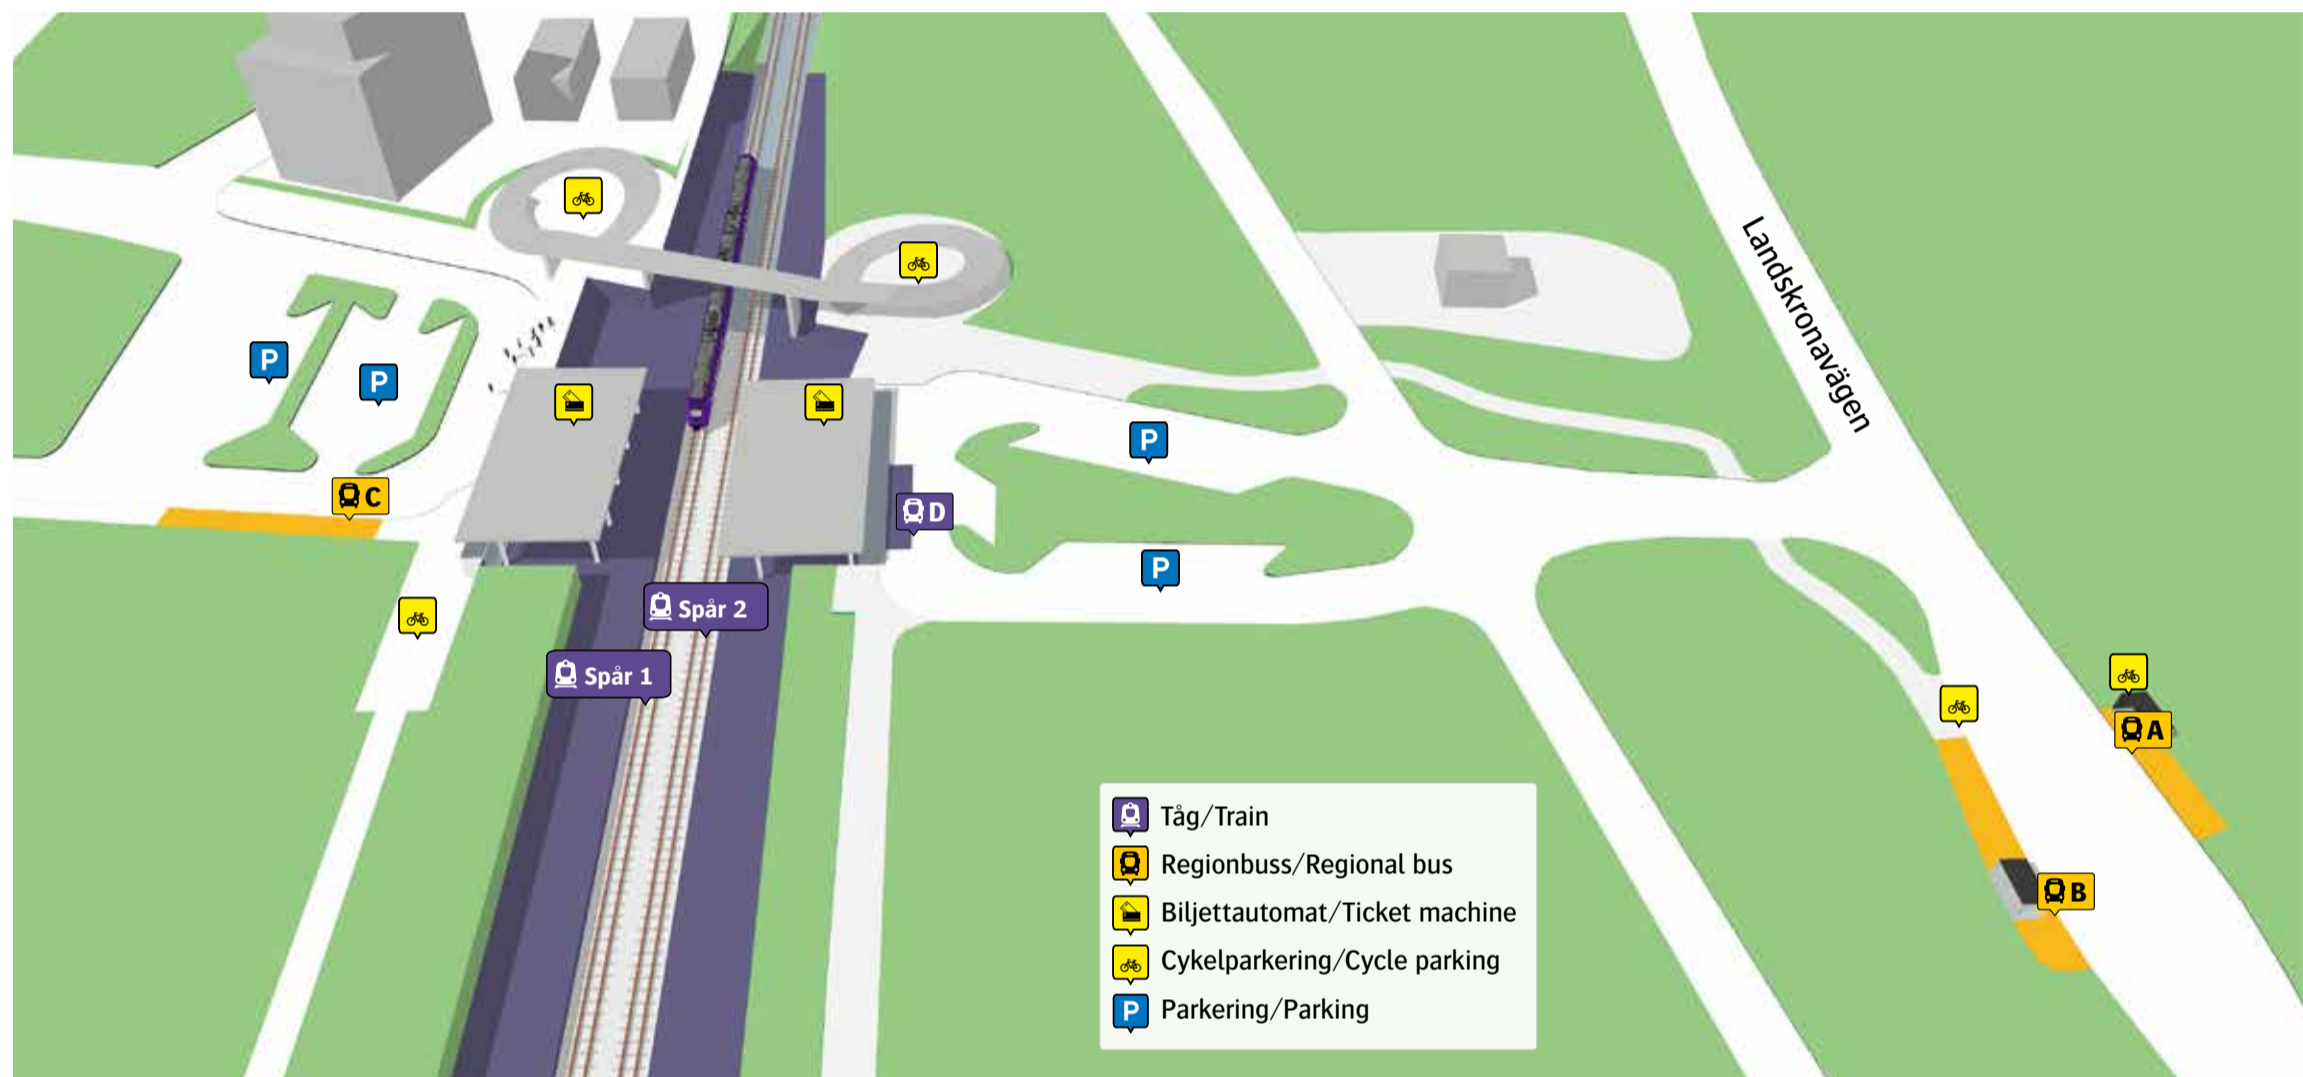 Landskronavägen
P
P
P
C
D
P
Spår 2
Spår 1
A
B
Tåg/Train
Regionbuss/Regional bus
Biljettautomat/Ticket machine
Cykelparkering/Cycle parking
P Parkering/Parking